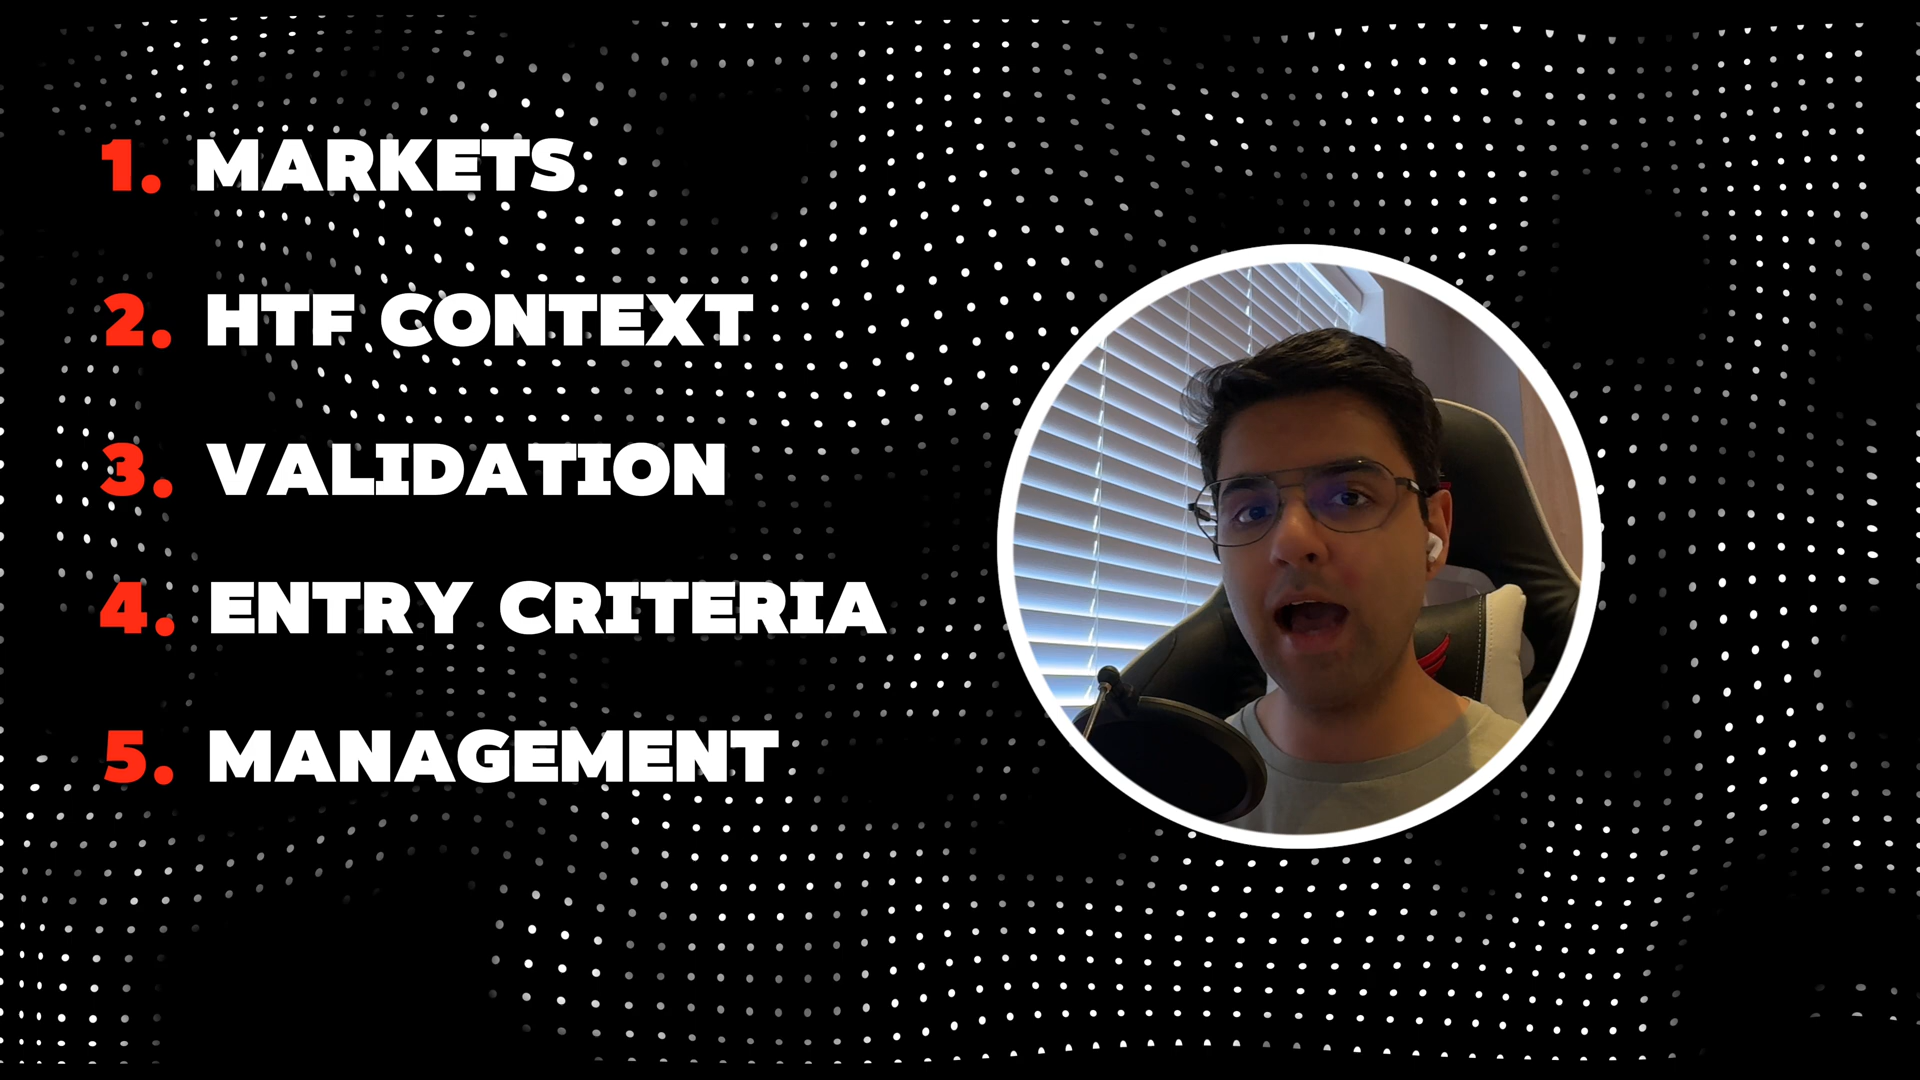 1. MARKETS
2. HTF CONTEXT
3. VALIDATION
4. ENTRY CRITERIA
5. MANAGEMENT